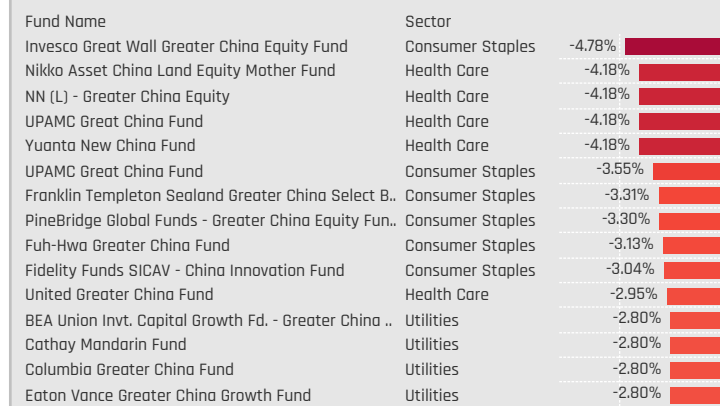 Fund Name Sector
Invesco Great Wall Greater China Equity Fund Consumer Staples -4.78%
Nikko Asset China Land Equity Mother Fund Health Care -4.18%
NN (L) - Greater China Equity Health Care -4.18%
UPAMC Great China Fund Health Care -4.18%
Yuanta New China Fund Health Care -4.18%
UPAMC Great China Fund Consumer Staples -3.55%
Franklin Templeton Sealand Greater China Select B.. Consumer Staples -3.31%
PineBridge Global Funds - Greater China Equity Fun.. Consumer Staples -3.30%
Fuh-Hwa Greater China Fund Consumer Staples -3.13%
Fidelity Funds SICAV - China Innovation Fund Consumer Staples -3.04%
United Greater China Fund Health Care -2.95%
BEA Union Invt. Capital Growth Fd. - Greater China .. Utilities -2.80%
Cathay Mandarin Fund Utilities -2.80%
Columbia Greater China Fund Utilities -2.80%
Eaton Vance Greater China Growth Fund Utilities -2.80%